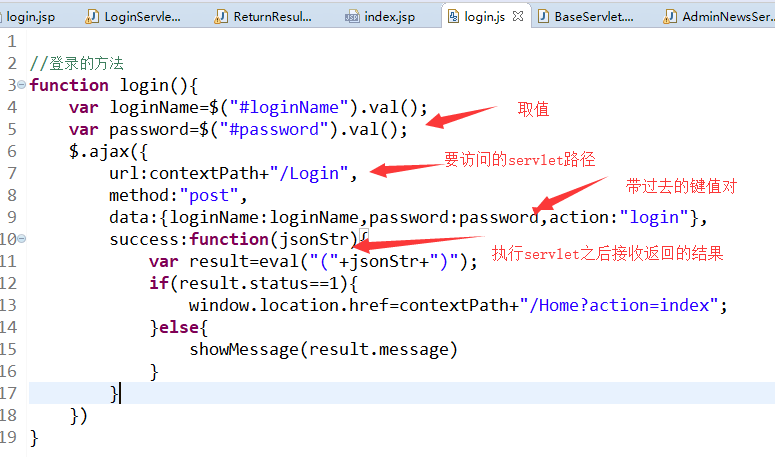 login.jsp LoginServle... ReturnResul... index.jsp login.js BaseServlet.... AdminNewsSer...
1
2 //登录的方法
3 function login(){
4 var loginName=$("#loginName").val(); 取值
5 var password=$("#password").val();
6 $.ajax({
7 url:contextPath+"/Login", 要访问的servlet路径
8 method:"post", 带过去的键值对
9 data:{loginName:loginName,password:password,action:"login"},
10 success:function(jsonStr){ 执行servlet之后接收返回的结果
11 var result=eval("("+jsonStr+")");
12 if(result.status==1){
13 window.location.href=contextPath+"/Home?action=index";
14 }else{
15 showMessage(result.message)
16 }
17 }
18 })
19 }